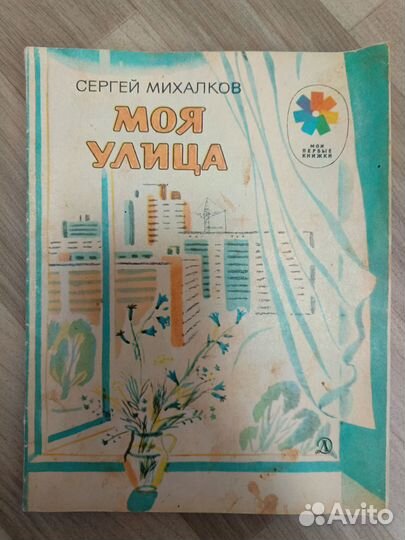 СЕРГЕЙ МИХАЛКОВ
МОЯ
УЛИЦА
МОИ
ПЕРВЫЕ
КНИЖКИ
Д
Avito